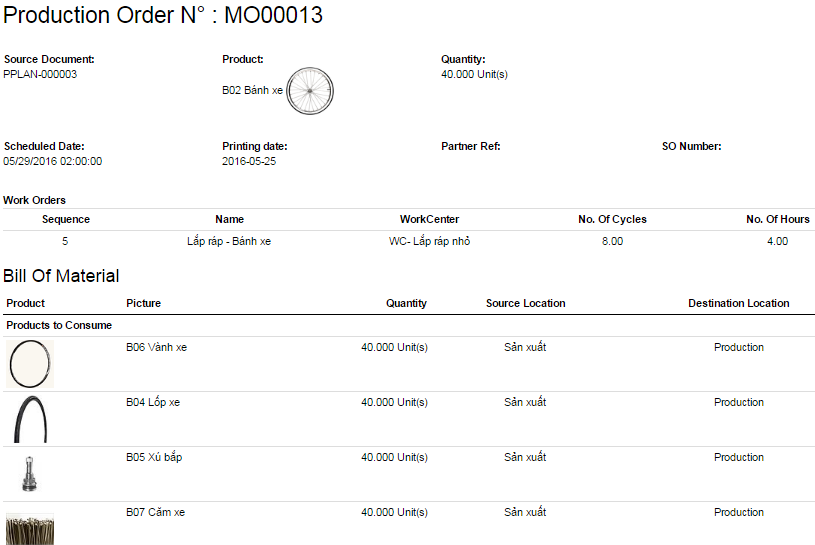 Production Order N° : MO00013
Source Document: Product: Quantity:
PPLAN-000003 40.000 Unit(s)
B02 Bánh xe
Scheduled Date: Printing date: Partner Ref: SO Number:
05/29/2016 02:00:00 2016-05-25
Work Orders
Sequence Name WorkCenter No. Of Cycles No. Of Hours
5 Lắp ráp - Bánh xe WC- Lắp ráp nhỏ 8.00 4.00
Bill Of Material
Product Picture Quantity Source Location Destination Location
Products to Consume
B06 Vành xe 40.000 Unit(s) Sản xuất Production
B04 Lốp xe 40.000 Unit(s) Sản xuất Production
B05 Xú bắp 40.000 Unit(s) Sản xuất Production
B07 Căm xe 40.000 Unit(s) Sản xuất Production